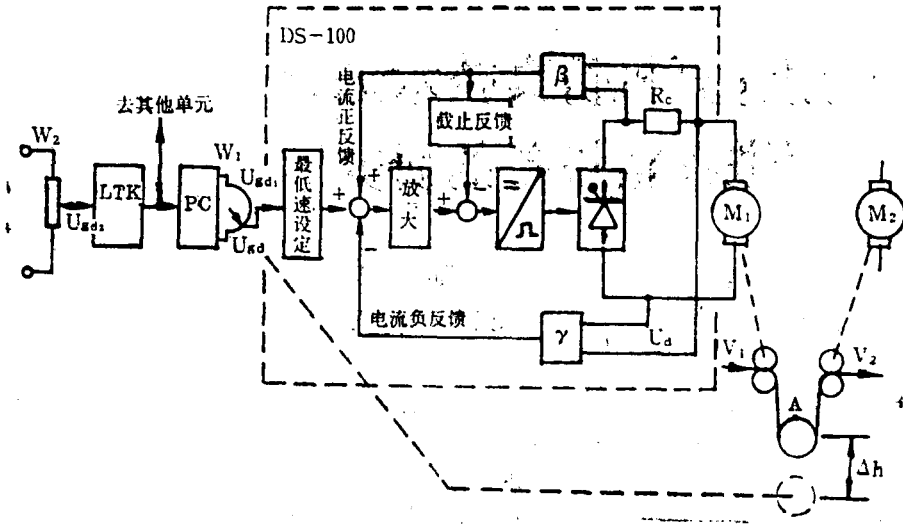 DS-100
β
R_c
电流正反馈
截止反馈
去其他单元
W_2
W_1
U_gd1
LTK
PC
U_gd2
U_gd
最低速设定
+
+
-
放大
+
-
=
M_1
M_2
电流负反馈
γ
U_d
V_1
V_2
A
Δh